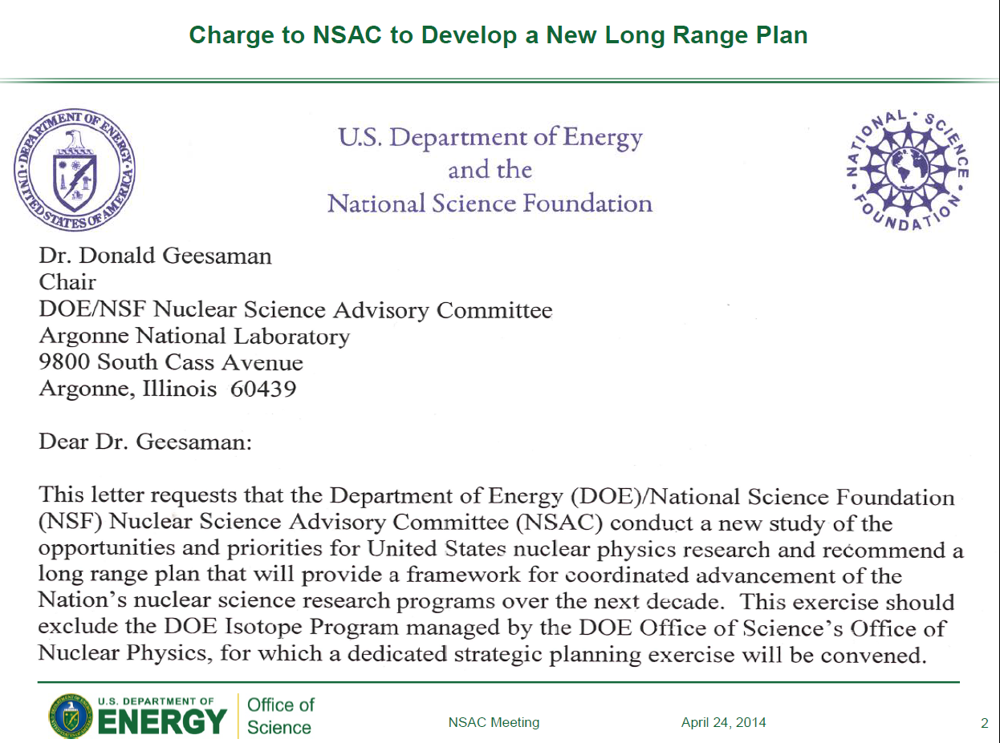 Charge to NSAC to Develop a New Long Range Plan
DEPARTMENT OF ENERGY
UNITED STATES OF AMERICA
U.S. Department of Energy
and the
National Science Foundation
NATIONAL SCIENCE
FOUNDATION
Dr. Donald Geesaman
Chair
DOE/NSF Nuclear Science Advisory Committee
Argonne National Laboratory
9800 South Cass Avenue
Argonne, Illinois 60439
Dear Dr. Geesaman:
This letter requests that the Department of Energy (DOE)/National Science Foundation
(NSF) Nuclear Science Advisory Committee (NSAC) conduct a new study of the
opportunities and priorities for United States nuclear physics research and recommend a
long range plan that will provide a framework for coordinated advancement of the
Nation's nuclear science research programs over the next decade. This exercise should
exclude the DOE Isotope Program managed by the DOE Office of Science's Office of
Nuclear Physics, for which a dedicated strategic planning exercise will be convened.
U.S. DEPARTMENT OF
ENERGY
Office of
Science
NSAC Meeting
April 24, 2014
2